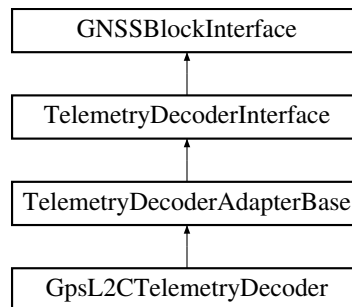 GNSSBlockInterface
TelemetryDecoderInterface
TelemetryDecoderAdapterBase
GpsL2CTelemetryDecoder